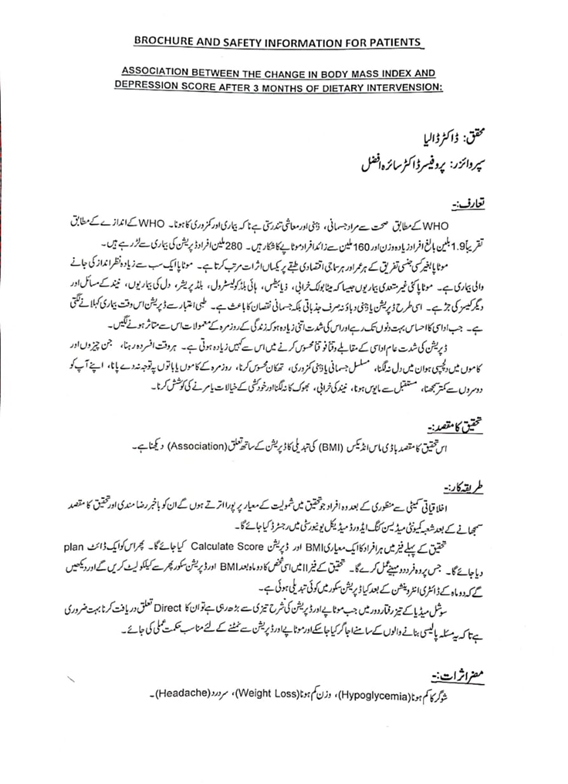 BROCHURE AND SAFETY INFORMATION FOR PATIENTS
ASSOCIATION BETWEEN THE CHANGE IN BODY MASS INDEX AND
DEPRESSION SCORE AFTER 3 MONTHS OF DIETARY INTERVENSION:
محقق: ڈاکٹر ڈالیا
سپروائزر: پروفیسر ڈاکٹر سائرہ افضل
تعارف:-
WHO کے مطابق صحت سے مراد جسمانی، ذہنی اور معاشی تندرستی ہے نا کہ بیماری اور کمزوری کا ہونا۔ WHO کے اندازے کے مطابق
تقریباً 1.9 بلین بالغ افراد زیادہ وزن اور 160 ملین سے زائد افراد موٹاپے کا شکار ہیں۔ 280 ملین افراد ڈپریشن کی بیماری سے لڑ رہے ہیں۔
موٹاپا بغیر کسی جنسی تفریق کے ہر عمر اور ہر سماجی اقتصادی طبقے پر یکساں اثرات مرتب کرتا ہے۔ موٹاپا ایک سب سے زیادہ نظر انداز کی جانے
والی بیماری ہے۔ موٹاپا کئی غیر متعدی بیماریوں جیسا کہ میٹابولک خرابی، ذیابیطس، ہائی بلڈ کولیسٹرول، بلڈ پریشر، دل کی بیماریوں، نیند کے مسائل اور
دیگر کینسر کی جڑ ہے۔ اسی طرح ڈپریشن یا ذہنی دباؤ نہ صرف جذباتی بلکہ جسمانی نقصان کا باعث ہے۔ طبی اعتبار سے ڈپریشن اس وقت بیماری کہلانے لگتی
ہے۔ جب اداسی کا احساس بہت دنوں تک رہے اور اس کی شدت اتنی زیادہ ہو کہ زندگی کے روزمرہ کے معمولات اس سے متاثر ہونے لگیں۔
ڈپریشن کی شدت عام اداسی کے مقابلے وقتاً فوقتاً محسوس کرتے ہیں اس سے کہیں زیادہ ہوتی ہے۔ ہر وقت افسردہ رہنا، جن چیزوں اور
کاموں میں دلچسپی ہو ان میں دل نہ لگنا، مسلسل جسمانی یا ذہنی کمزوری، تھکان محسوس کرنا، روزمرہ کے کاموں یا باتوں پہ توجہ نہ دے پانا، اپنے آپ کو
دوسروں سے کمتر سمجھنا، مستقبل سے مایوس ہونا، نیند کی خرابی، بھوک کا نہ لگنا اور خودکشی کے خیالات یا مرنے کی کوشش کرنا۔
تحقیق کا مقصد:-
اس تحقیق کا مقصد باڈی ماس انڈیکس (BMI) کی تبدیلی کا ڈپریشن کے ساتھ تعلق (Association) دیکھنا ہے۔
طریقہ کار:-
اخلاقیاتی کمیٹی سے منظوری کے بعد وہ افراد جو تحقیق میں شمولیت کے معیار پر پورا اترتے ہوں گے ان کو باخبر رضا مندی اور تحقیق کا مقصد
سمجھانے کے بعد شعبہ کمیونٹی میڈیسن کنگ ایڈورڈ میڈیکل یونیورسٹی میں رجسٹرڈ کیا جائے گا۔
تحقیق کے پہلے فیز میں ہر افراد کا ایک معیاری BMI اور ڈپریشن Calculate Score کیا جائے گا۔ پھر اس کو ایک ڈائٹ plan
دیا جائے گا۔ جس پر وہ فرد دو مہینے عمل کرے گا۔ تحقیق کے فیز II میں اسی شخص کا دو ماہ بعد BMI اور ڈپریشن سکور پھر سے کیلکولیٹ کریں گے اور دیکھیں
گے کہ دو ماہ کے ڈائٹری انٹروینشن کے بعد کیا ڈپریشن سکور میں کوئی تبدیلی ہوئی ہے۔
سوشل میڈیا کے تیز رفتار دور میں جب موٹاپے اور ڈپریشن کی شرح تیزی سے بڑھ رہی ہے تو ان کا Direct تعلق دریافت کرنا بہت ضروری
ہے تاکہ یہ مسئلہ پالیسی بنانے والوں کے سامنے اجاگر کیا جا سکے اور موٹاپے اور ڈپریشن سے نمٹنے کے لئے مناسب حکمت عملی کی جائے۔
مضر اثرات:-
شوگر کا کم ہونا (Hypoglycemia)، وزن کم ہونا (Weight Loss)، سر درد (Headache)۔